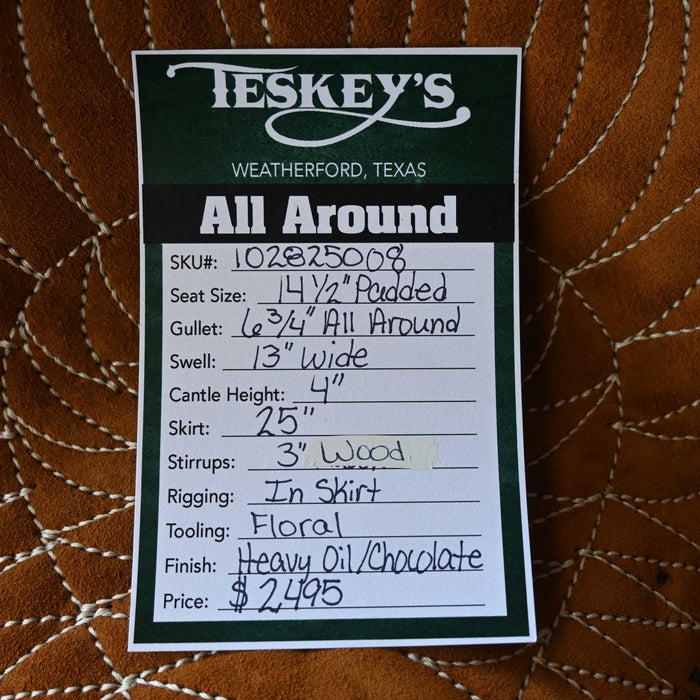 TESKEY'S
WEATHERFORD, TEXAS
All Around
SKU#: 102825008
Seat Size: 14 1/2" Padded
Gullet: 6 3/4" All Around
Swell: 13" wide
Cantle Height: 4"
Skirt: 25"
Stirrups: 3" Wood
Rigging: In Skirt
Tooling: Floral
Finish: Heavy Oil/Chocolate
Price: $2,495